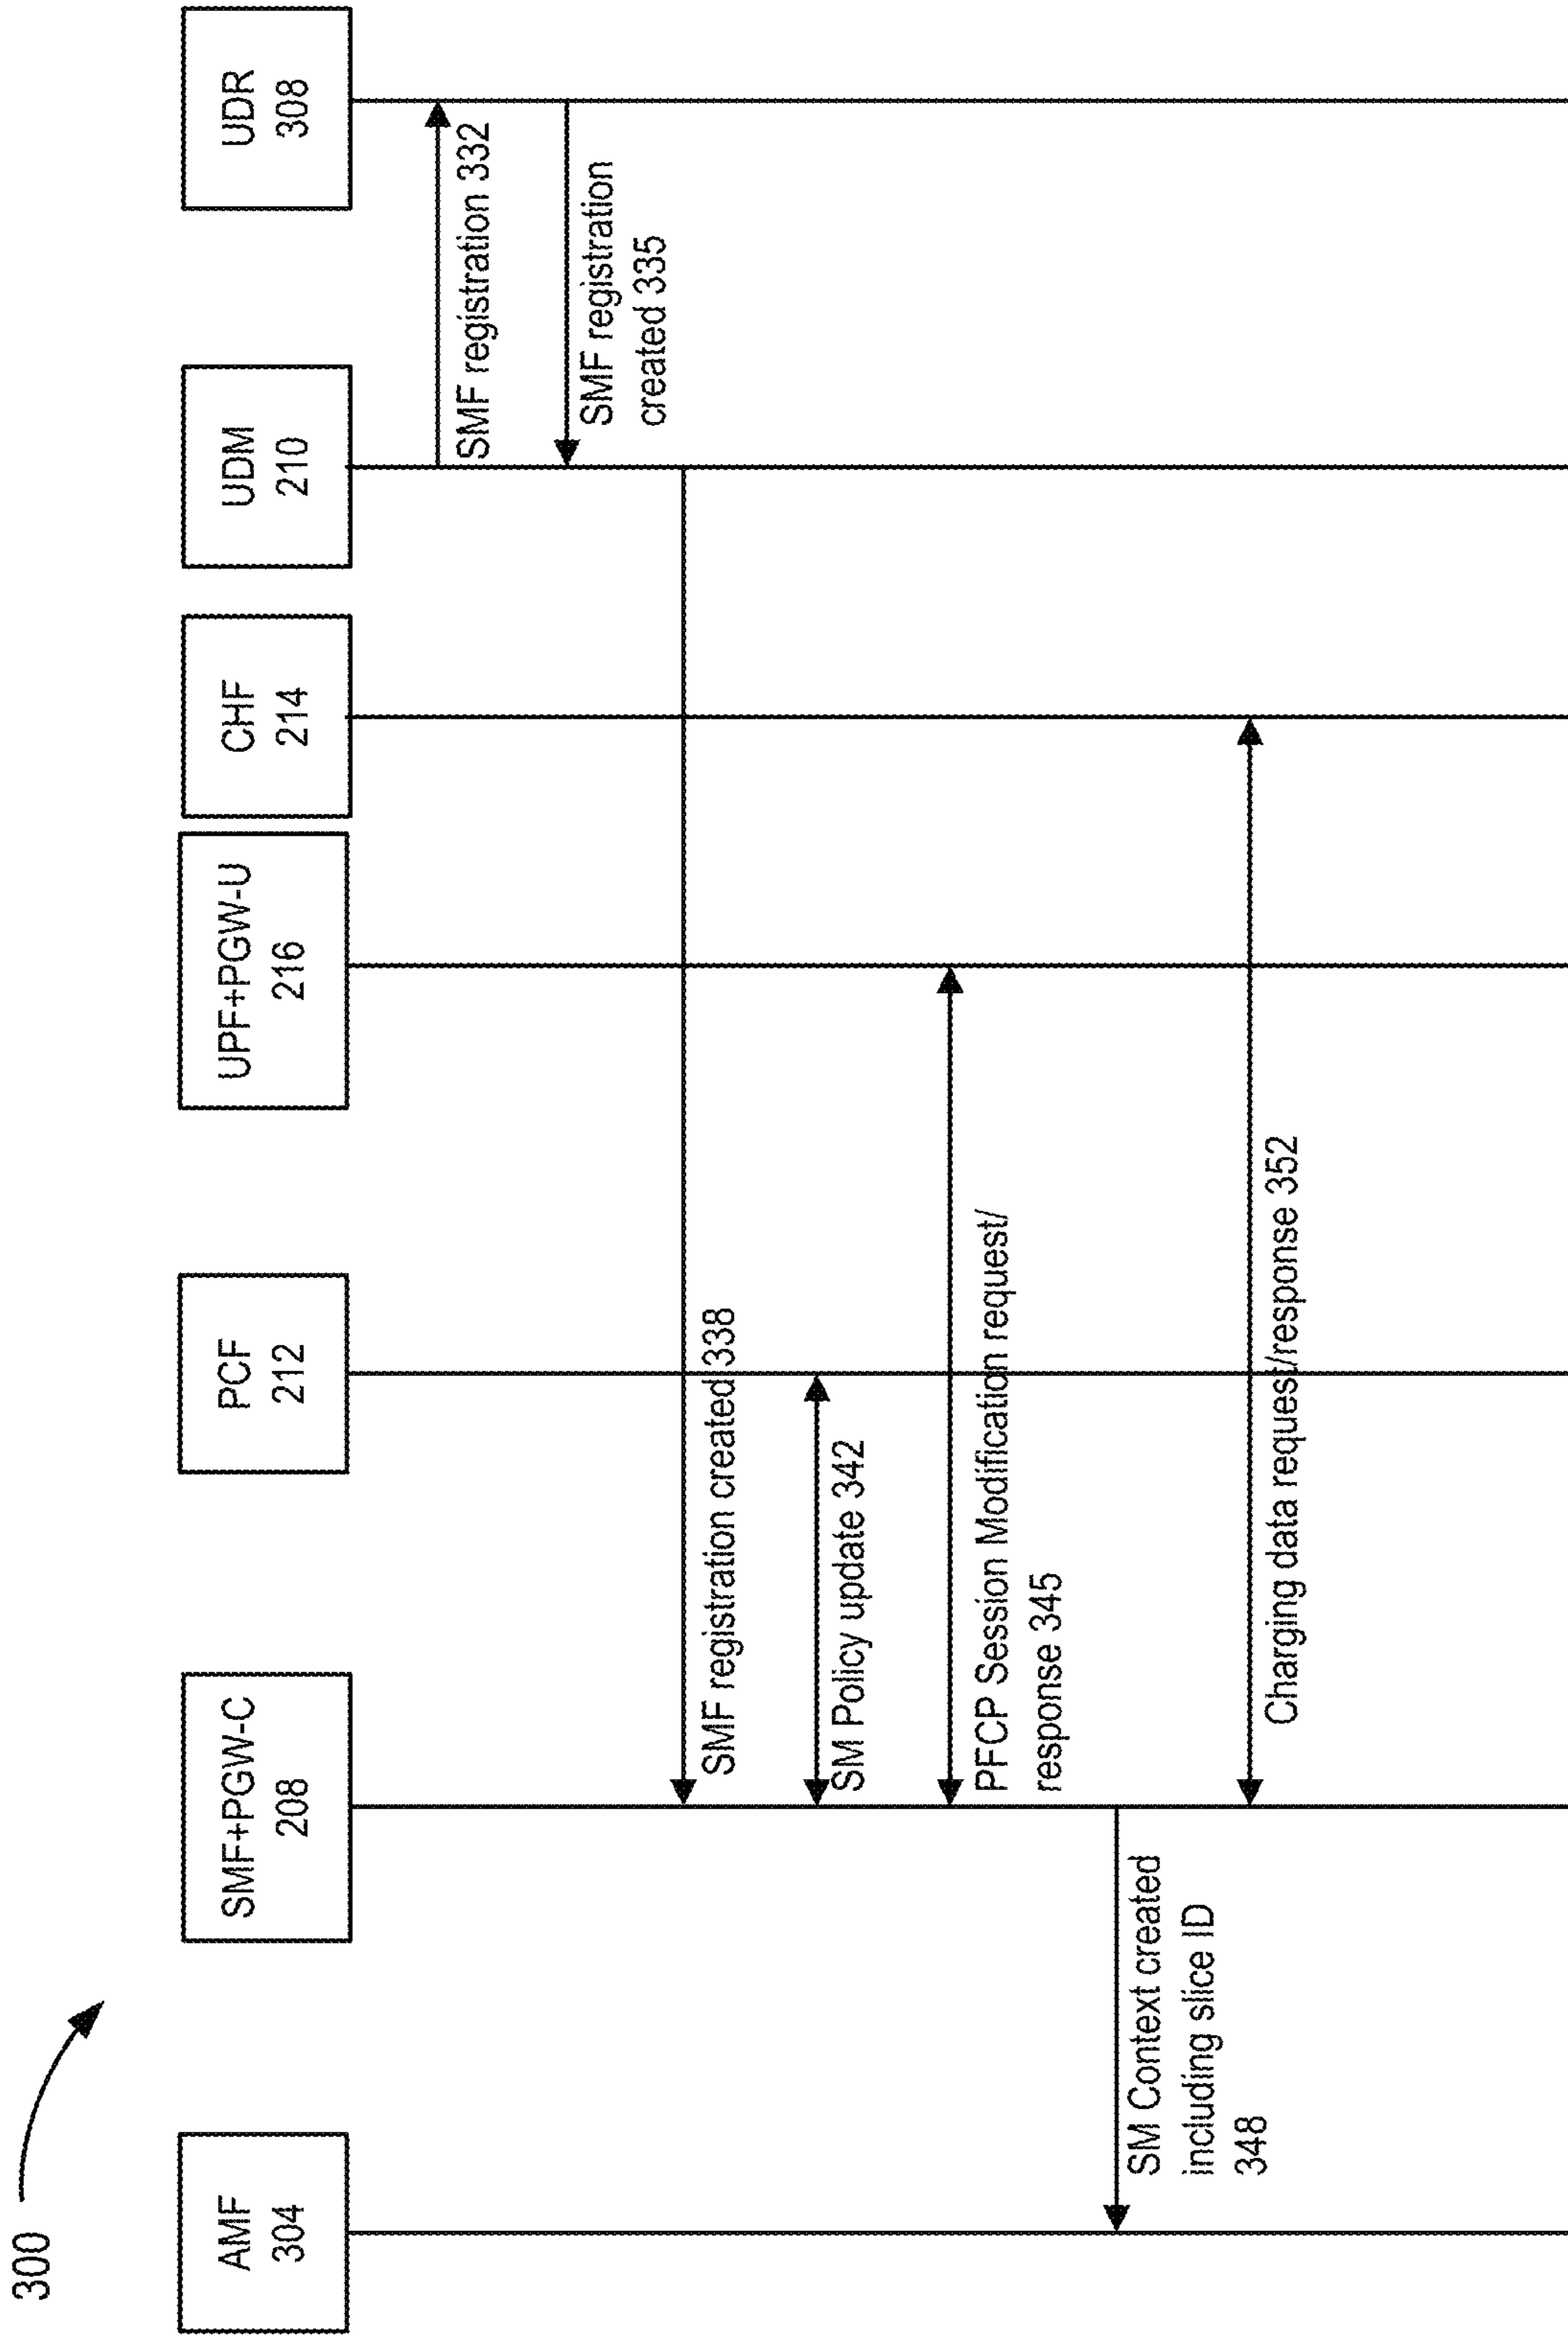 300
AMF
304
SMF+PGW-C
208
PCF
212
UPF+PGW-U
216
CHF
214
UDM
210
UDR
308
SMF registration 332
SMF registration
created 335
SMF registration created 338
SM Policy update 342
PFCP Session Modification request/
response 345
SM Context created
including slice ID
348
Charging data request/response 352